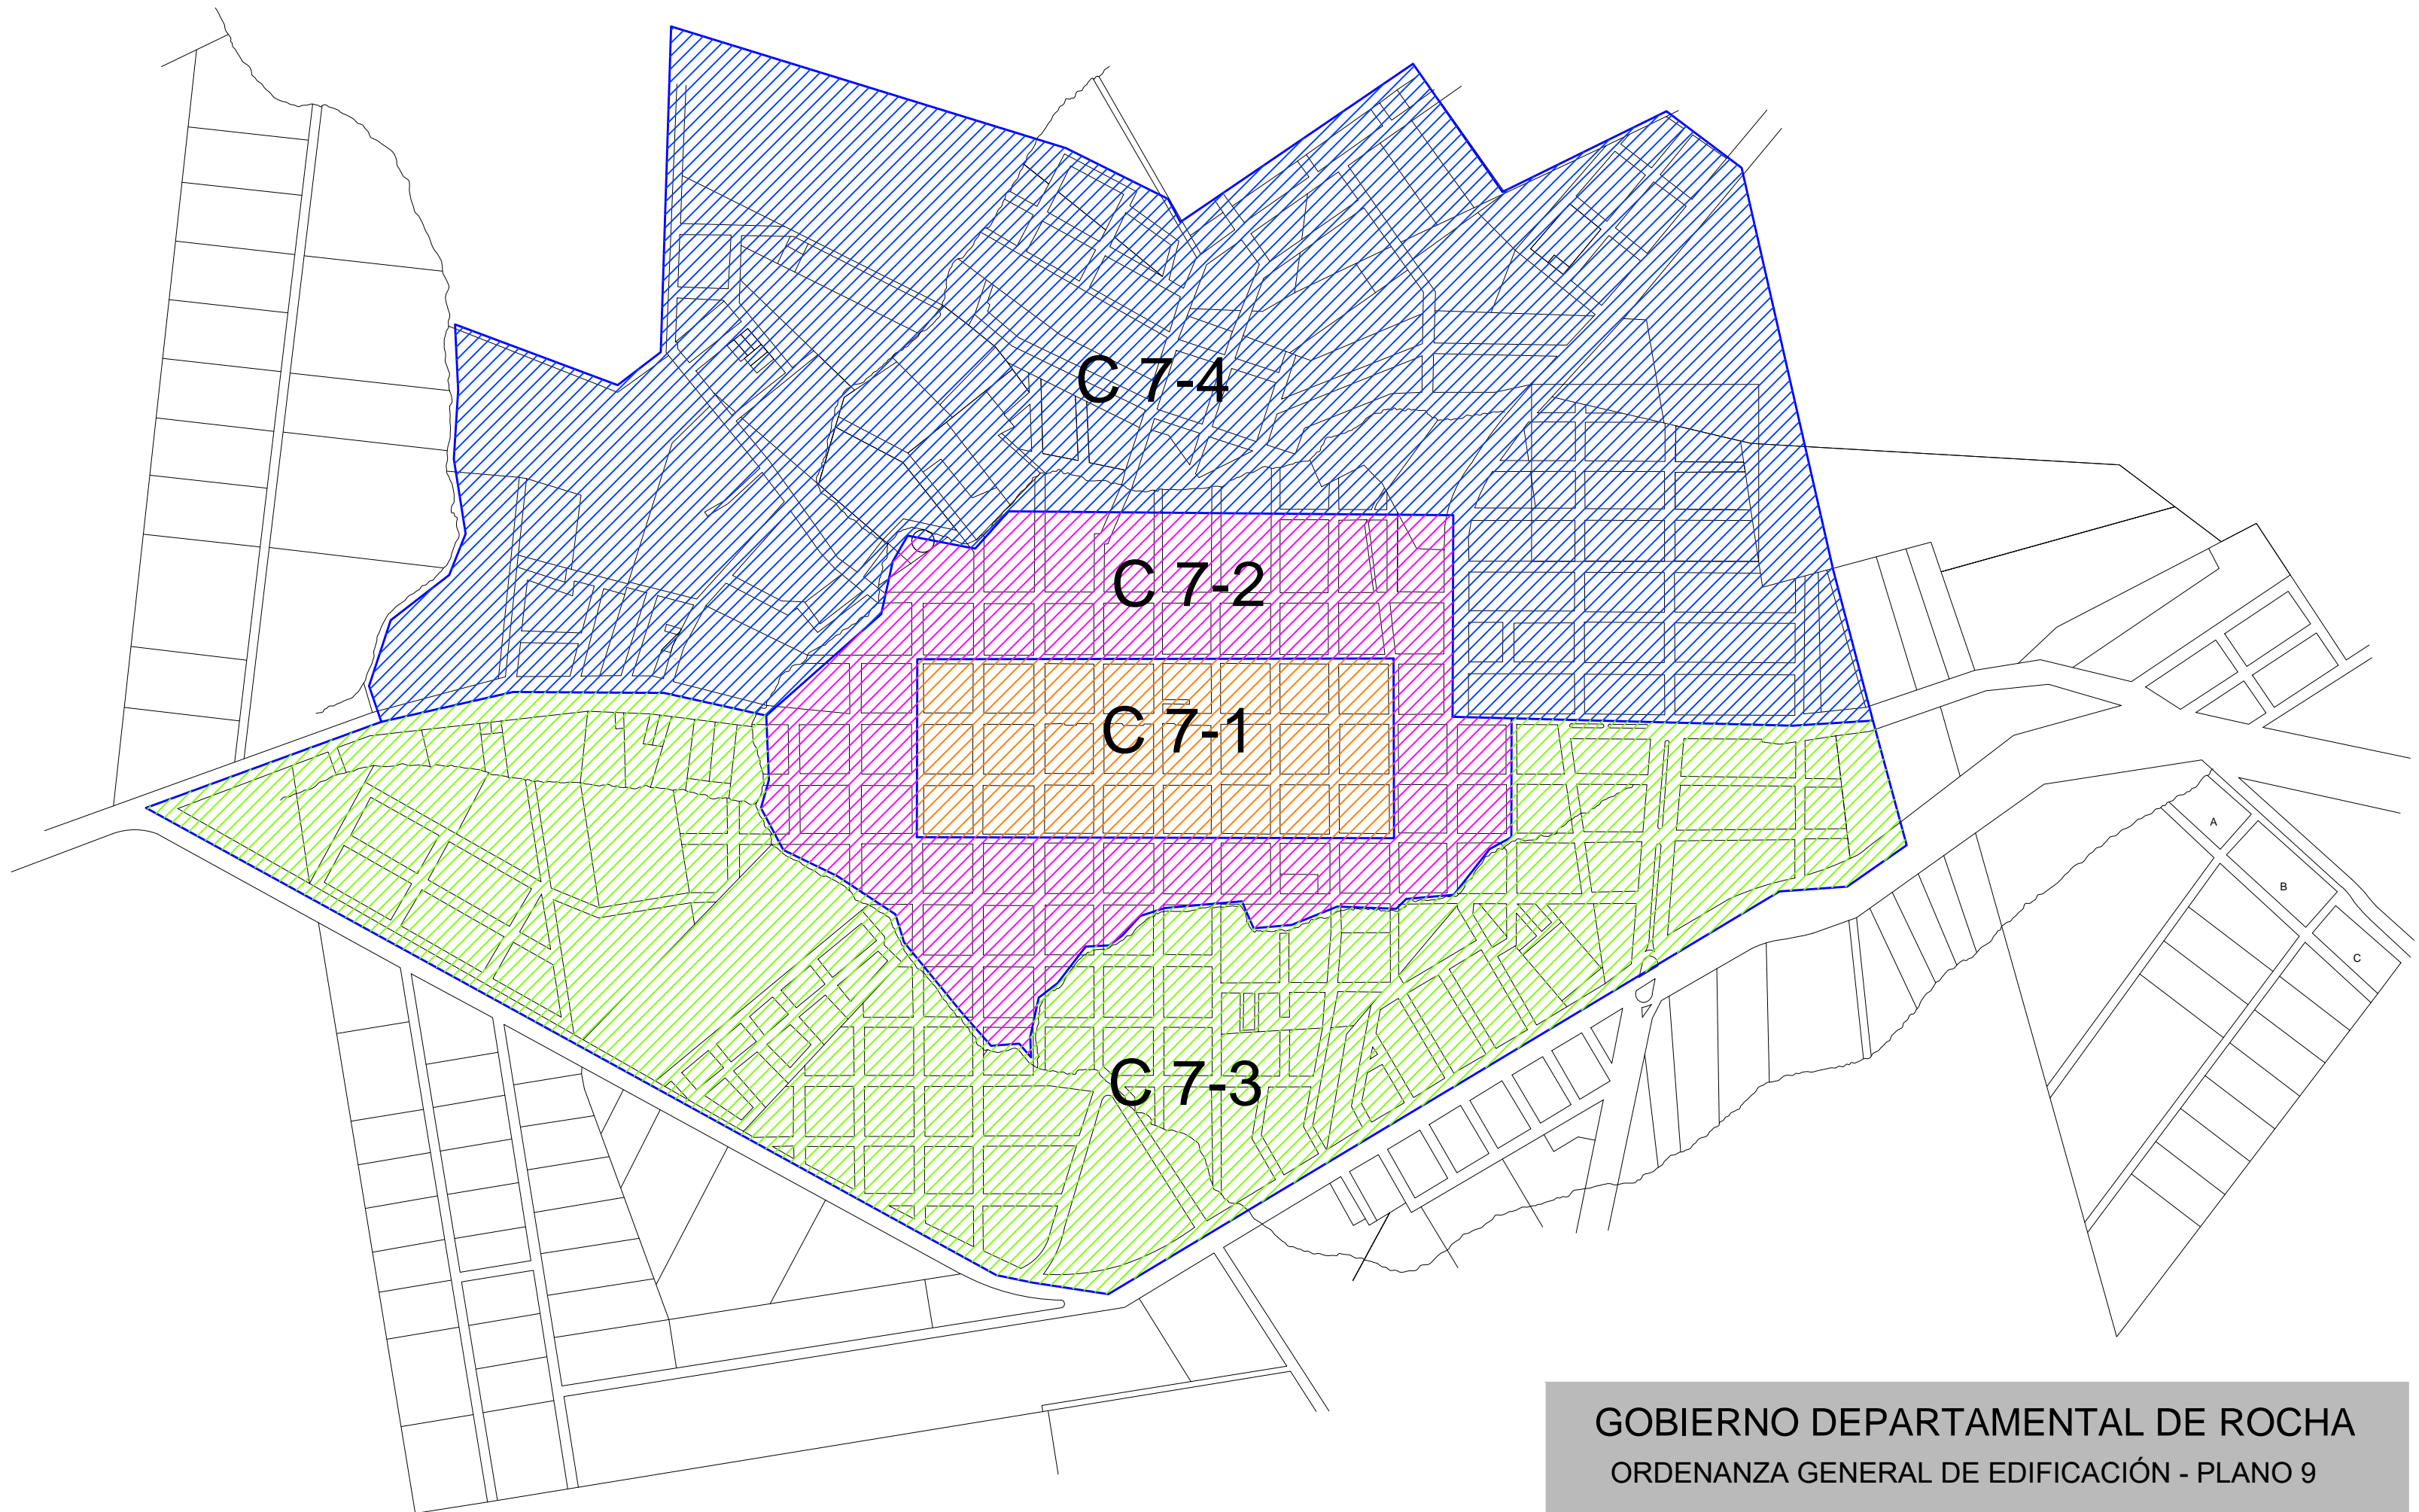 C 7-4
C 7-2
C 7-1
A
B
C
C 7-3
GOBIERNO DEPARTAMENTAL DE ROCHA
ORDENANZA GENERAL DE EDIFICACIÓN - PLANO 9